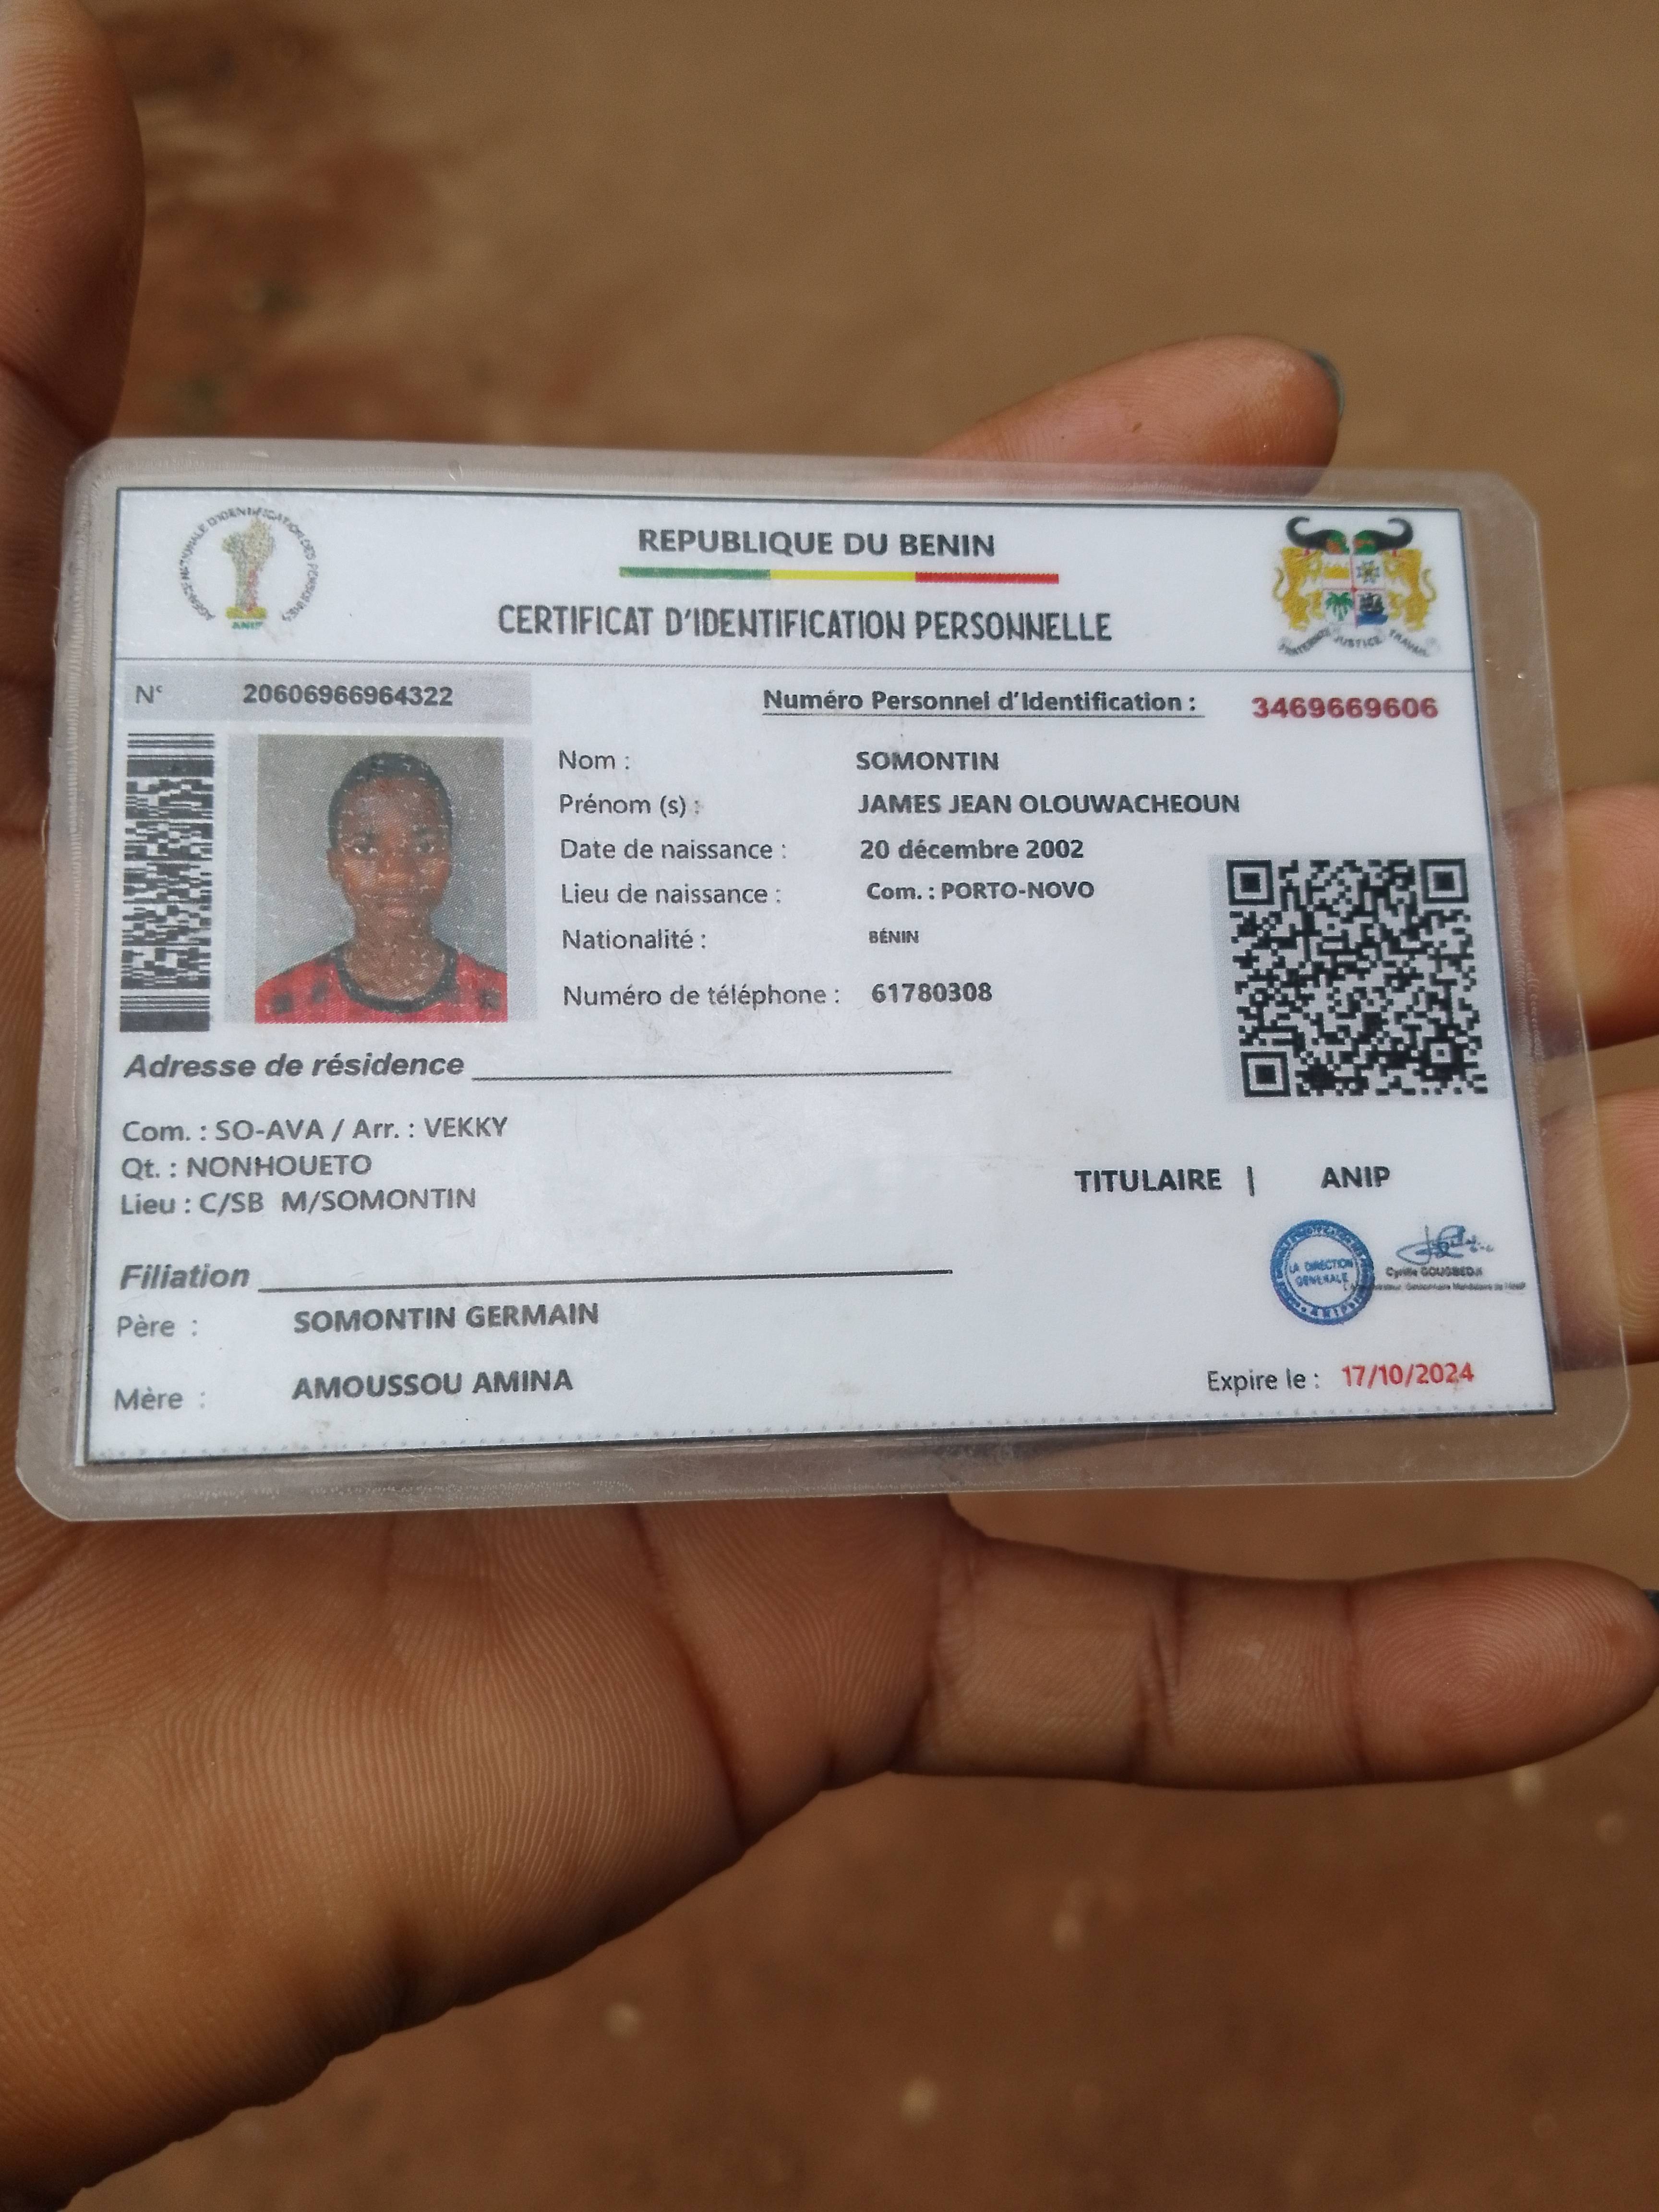 AGENCE NATIONALE D'IDENTIFICATION DES PERSONNES
ANIP
REPUBLIQUE DU BENIN
CERTIFICAT D'IDENTIFICATION PERSONNELLE
FRATERNITE JUSTICE TRAVAIL
N° 20606966964322
Numéro Personnel d'Identification : 3469669606
Nom : SOMONTIN
Prénom (s) : JAMES JEAN OLOUWACHEOUN
Date de naissance : 20 décembre 2002
Lieu de naissance : Com. : PORTO-NOVO
Nationalité : BÉNIN
Numéro de téléphone : 61780308
Adresse de résidence
Com. : SO-AVA / Arr. : VEKKY
Qt. : NONHOUETO
Lieu : C/SB M/SOMONTIN
TITULAIRE | ANIP
LA DIRECTION
GENERALE
ANIP
Cyrille GOUGBEDJI
Filiation
Père : SOMONTIN GERMAIN
Mère : AMOUSSOU AMINA
Expire le : 17/10/2024